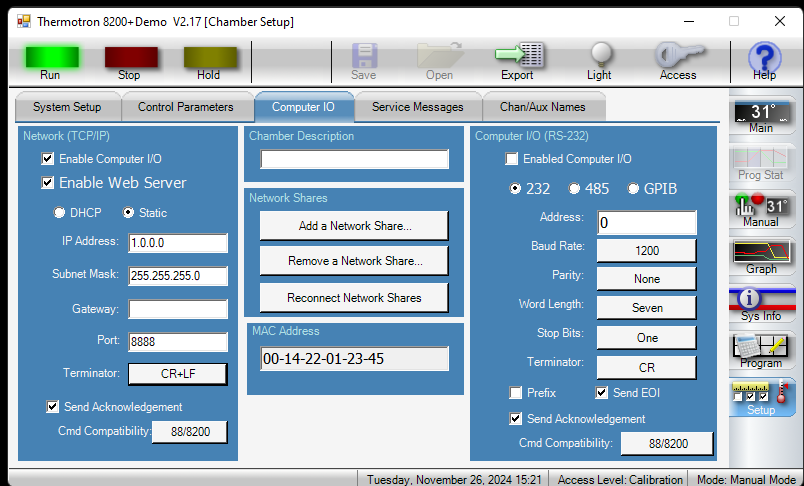 Thermotron 8200+Demo V2.17 [Chamber Setup]
Run
Stop
Hold
Save
Open
Export
Light
Access
Help
System Setup
Control Parameters
Computer IO
Service Messages
Chan/Aux Names
Network (TCP/IP)
Enable Computer I/O
Enable Web Server
DHCP
Static
IP Address: 1.0.0.0
Subnet Mask: 255.255.255.0
Gateway:
Port: 8888
Terminator: CR+LF
Send Acknowledgement
Cmd Compatibility: 88/8200
Chamber Description
Network Shares
Add a Network Share...
Remove a Network Share...
Reconnect Network Shares
MAC Address
00-14-22-01-23-45
Computer I/O (RS-232)
Enabled Computer I/O
232
485
GPIB
Address: 0
Baud Rate: 1200
Parity: None
Word Length: Seven
Stop Bits: One
Terminator: CR
Prefix
Send EOI
Send Acknowledgement
Cmd Compatibility: 88/8200
31°
Main
Prog Stat
31°
Manual
Graph
Sys Info
Program
Setup
Tuesday, November 26, 2024 15:21
Access Level: Calibration
Mode: Manual Mode